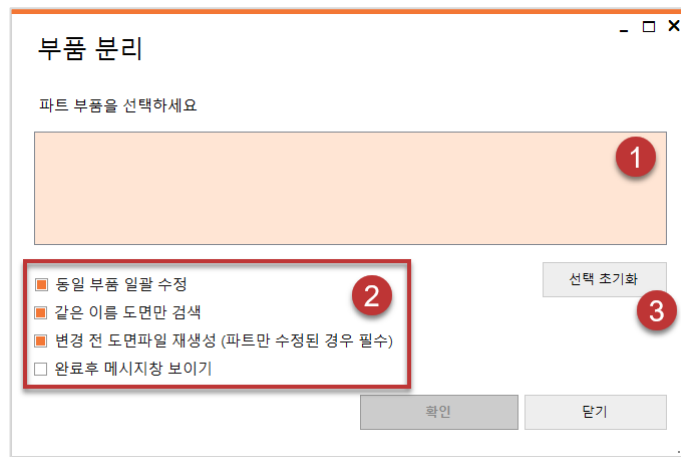 부품 분리
파트 부품을 선택하세요
1
선택 초기화
동일 부품 일괄 수정
2
3
같은 이름 도면만 검색
변경 전 도면파일 재생성 (파트만 수정된 경우 필수)
완료후 메시지창 보이기
확인
닫기